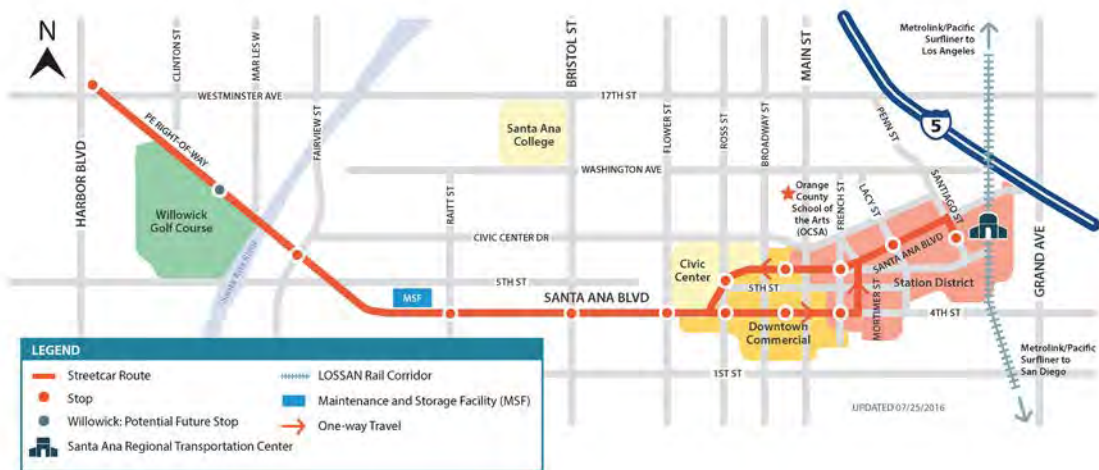 N
HARBOR BLVD
CLINTON ST
MAR LES W
FAIRVIEW ST
RAITT ST
BRISTOL ST
FLOWER ST
ROSS ST
BROADWAY ST
MAIN ST
FRENCH ST
LACY ST
PENN ST
SANTIAGO ST
MORTIMER ST
GRAND AVE
Metrolink/Pacific
Surfliner to
Los Angeles
5
WESTMINSTER AVE
17TH ST
PE RIGHT-OF-WAY
Santa Ana
College
WASHINGTON AVE
Orange
County
School of
the Arts
(OCSA)
Willowick
Golf Course
Santa Ana River
CIVIC CENTER DR
SANTA ANA BLVD
Civic
Center
5TH ST
5TH ST
Station District
MSF
SANTA ANA BLVD
4TH ST
Downtown
Commercial
1ST ST
Metrolink/Pacific
Surfliner to
San Diego
UPDATED 07/25/2016
LEGEND
Streetcar Route
Stop
Willowick: Potential Future Stop
Santa Ana Regional Transportation Center
LOSSAN Rail Corridor
Maintenance and Storage Facility (MSF)
One-way Travel